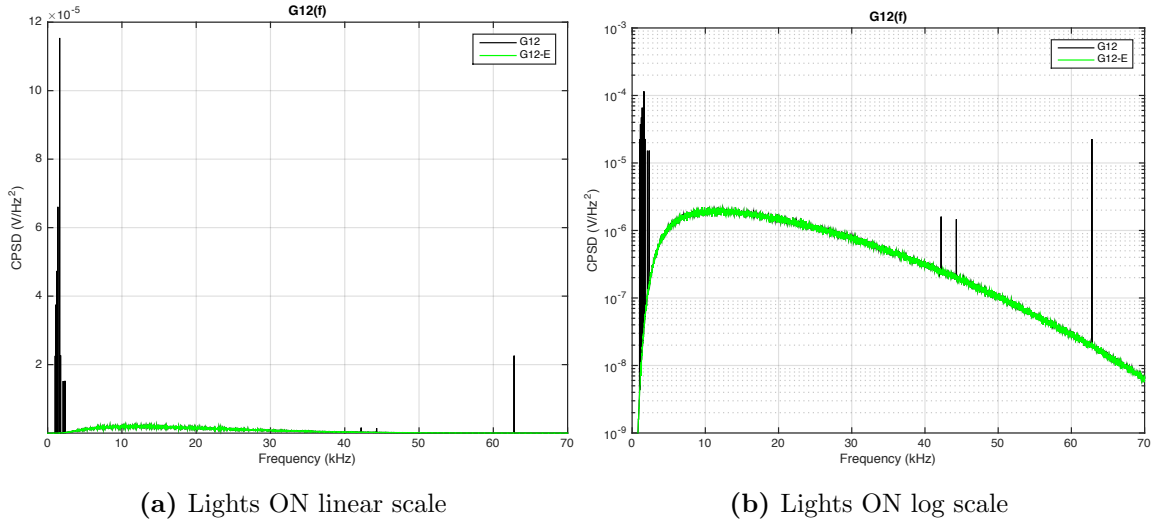 G12(f)
12 ×10⁻⁵
10
8
6
4
2
CPSD (V/Hz²)
G12
G12-E
0 10 20 30 40 50 60 70
Frequency (kHz)
(a) Lights ON linear scale
G12(f)
10⁻³
10⁻⁴
10⁻⁵
10⁻⁶
10⁻⁷
10⁻⁸
10⁻⁹
CPSD (V/Hz²)
G12
G12-E
0 10 20 30 40 50 60 70
Frequency (kHz)
(b) Lights ON log scale